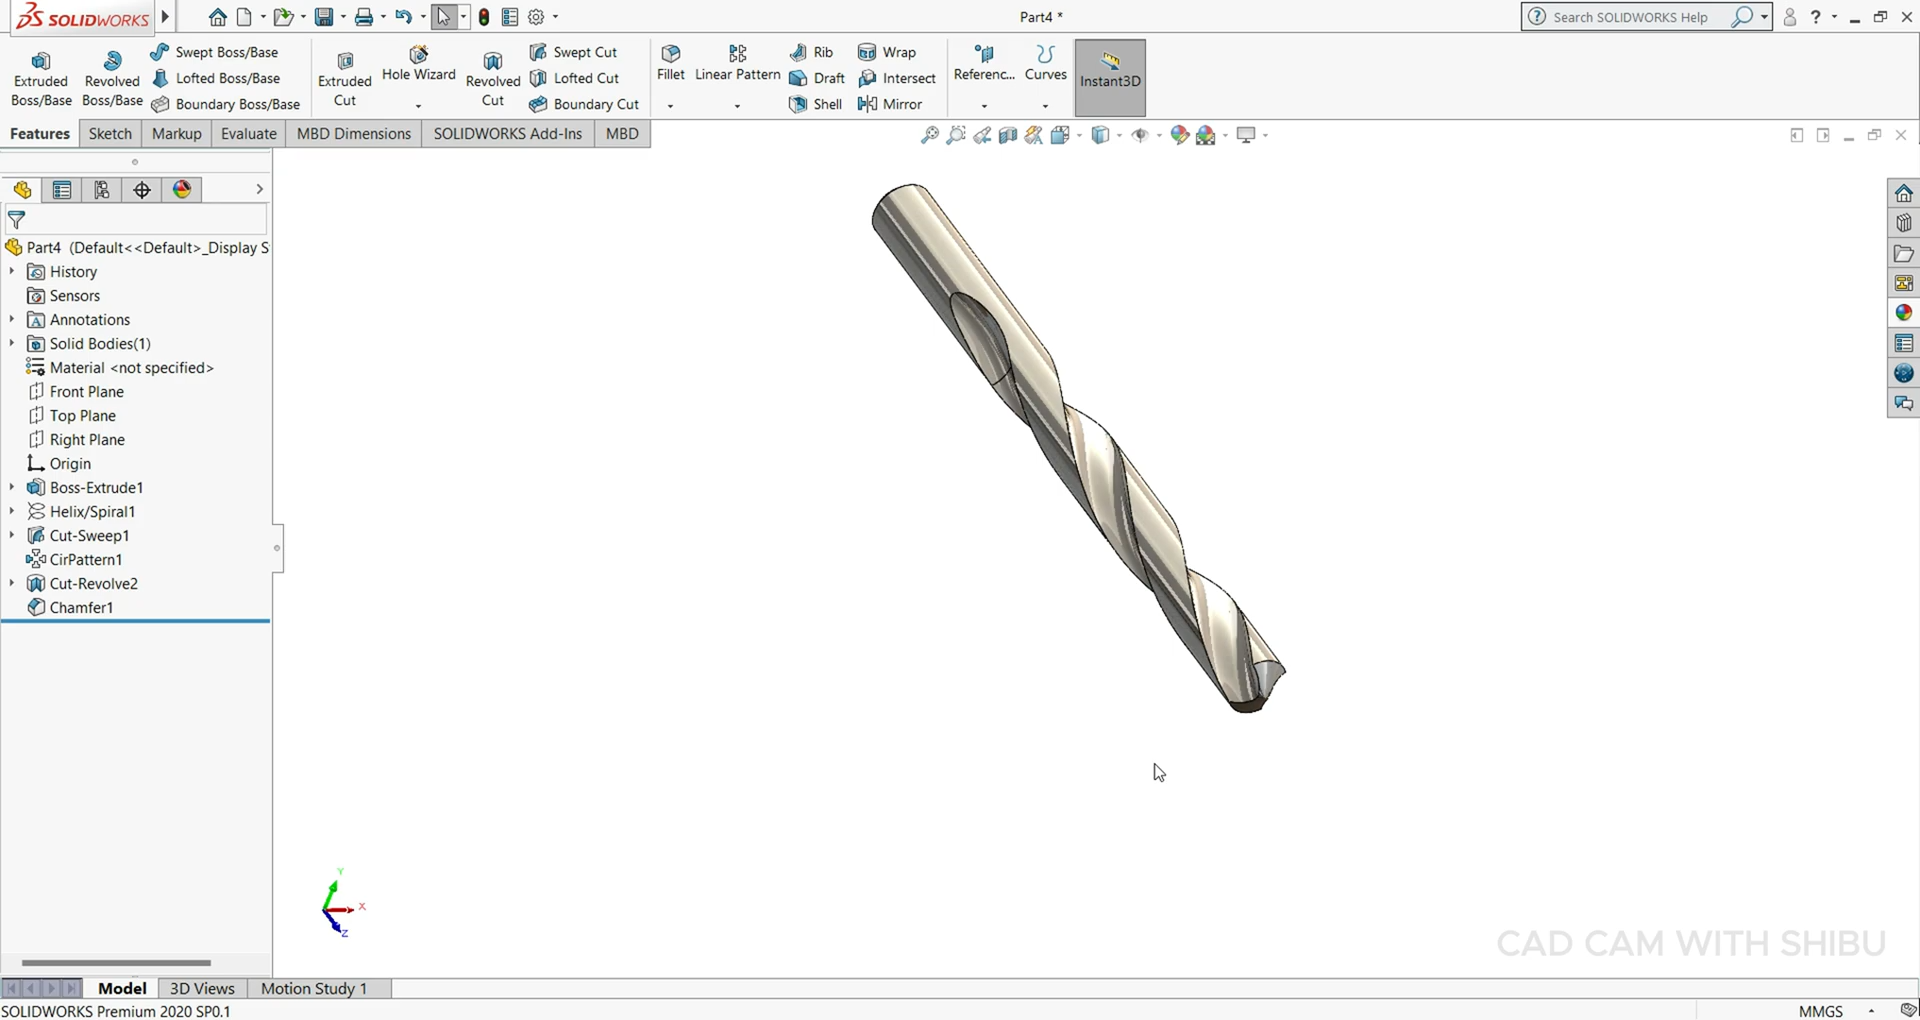 SOLIDWORKS
Part4 *
Search SOLIDWORKS Help
Extruded Boss/Base
Revolved Boss/Base
Swept Boss/Base
Lofted Boss/Base
Boundary Boss/Base
Extruded Cut
Hole Wizard
Revolved Cut
Swept Cut
Lofted Cut
Boundary Cut
Fillet
Linear Pattern
Rib
Draft
Shell
Wrap
Intersect
Mirror
Referenc...
Curves
Instant3D
Features
Sketch
Markup
Evaluate
MBD Dimensions
SOLIDWORKS Add-Ins
MBD
Part4 (Default<<Default>_Display S
History
Sensors
Annotations
Solid Bodies(1)
Material <not specified>
Front Plane
Top Plane
Right Plane
Origin
Boss-Extrude1
Helix/Spiral1
Cut-Sweep1
CirPattern1
Cut-Revolve2
Chamfer1
Y
X
Z
CAD CAM WITH SHIBU
Model
3D Views
Motion Study 1
SOLIDWORKS Premium 2020 SP0.1
MMGS